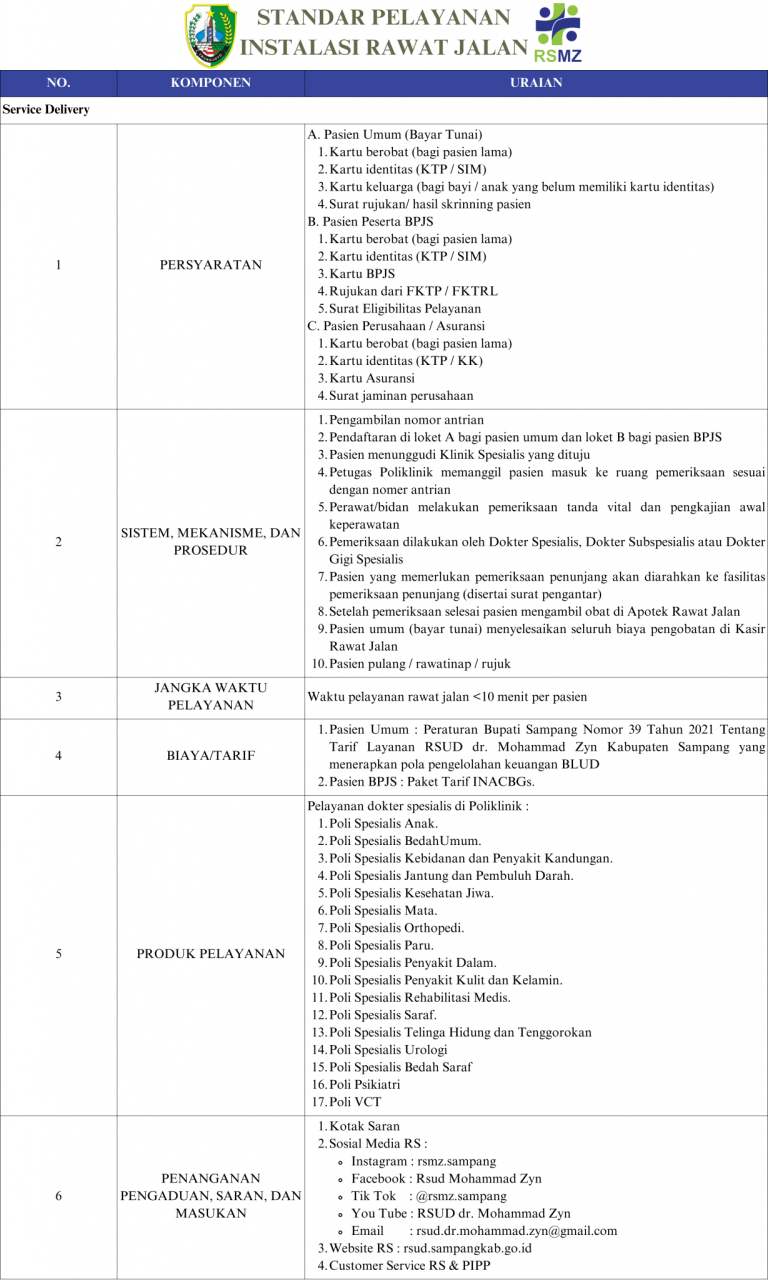 STANDAR PELAYANAN
INSTALASI RAWAT JALAN
RSMZ
NO.
KOMPONEN
URAIAN
Service Delivery
1
PERSYARATAN
A. Pasien Umum (Bayar Tunai)
1. Kartu berobat (bagi pasien lama)
2. Kartu identitas (KTP / SIM)
3. Kartu keluarga (bagi bayi / anak yang belum memiliki kartu identitas)
4. Surat rujukan/ hasil skrinning pasien
B. Pasien Peserta BPJS
1. Kartu berobat (bagi pasien lama)
2. Kartu identitas (KTP / SIM)
3. Kartu BPJS
4. Rujukan dari FKTP / FKTRL
5. Surat Eligibilitas Pelayanan
C. Pasien Perusahaan / Asuransi
1. Kartu berobat (bagi pasien lama)
2. Kartu identitas (KTP / KK)
3. Kartu Asuransi
4. Surat jaminan perusahaan
2
SISTEM, MEKANISME, DAN
PROSEDUR
1. Pengambilan nomor antrian
2. Pendaftaran di loket A bagi pasien umum dan loket B bagi pasien BPJS
3. Pasien menunggudi Klinik Spesialis yang dituju
4. Petugas Poliklinik memanggil pasien masuk ke ruang pemeriksaan sesuai
dengan nomer antrian
5. Perawat/bidan melakukan pemeriksaan tanda vital dan pengkajian awal
keperawatan
6. Pemeriksaan dilakukan oleh Dokter Spesialis, Dokter Subspesialis atau Dokter
Gigi Spesialis
7. Pasien yang memerlukan pemeriksaan penunjang akan diarahkan ke fasilitas
pemeriksaan penunjang (disertai surat pengantar)
8. Setelah pemeriksaan selesai pasien mengambil obat di Apotek Rawat Jalan
9. Pasien umum (bayar tunai) menyelesaikan seluruh biaya pengobatan di Kasir
Rawat Jalan
10. Pasien pulang / rawatinap / rujuk
3
JANGKA WAKTU
PELAYANAN
Waktu pelayanan rawat jalan <10 menit per pasien
4
BIAYA/TARIF
1. Pasien Umum : Peraturan Bupati Sampang Nomor 39 Tahun 2021 Tentang
Tarif Layanan RSUD dr. Mohammad Zyn Kabupaten Sampang yang
menerapkan pola pengelolahan keuangan BLUD
2. Pasien BPJS : Paket Tarif INACBGs.
5
PRODUK PELAYANAN
Pelayanan dokter spesialis di Poliklinik :
1. Poli Spesialis Anak.
2. Poli Spesialis BedahUmum.
3. Poli Spesialis Kebidanan dan Penyakit Kandungan.
4. Poli Spesialis Jantung dan Pembuluh Darah.
5. Poli Spesialis Kesehatan Jiwa.
6. Poli Spesialis Mata.
7. Poli Spesialis Orthopedi.
8. Poli Spesialis Paru.
9. Poli Spesialis Penyakit Dalam.
10. Poli Spesialis Penyakit Kulit dan Kelamin.
11. Poli Spesialis Rehabilitasi Medis.
12. Poli Spesialis Saraf.
13. Poli Spesialis Telinga Hidung dan Tenggorokan
14. Poli Spesialis Urologi
15. Poli Spesialis Bedah Saraf
16. Poli Psikiatri
17. Poli VCT
6
PENANGANAN
PENGADUAN, SARAN, DAN
MASUKAN
1. Kotak Saran
2. Sosial Media RS :
Instagram : rsmz.sampang
Facebook : Rsud Mohammad Zyn
Tik Tok : @rsmz.sampang
You Tube : RSUD dr. Mohammad Zyn
Email : rsud.dr.mohammad.zyn@gmail.com
3. Website RS : rsud.sampangkab.go.id
4. Customer Service RS & PIPP